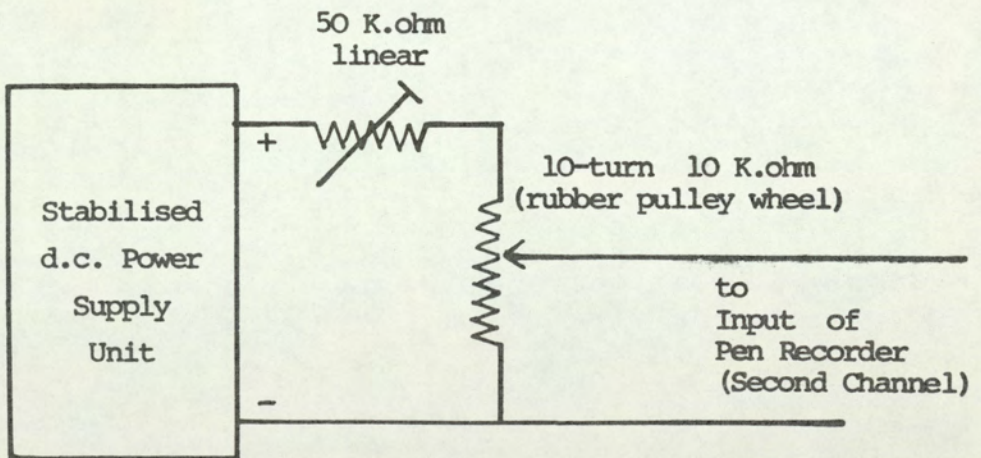 50 K.ohm
linear
+
10-turn 10 K.ohm
(rubber pulley wheel)
Stabilised
d.c. Power
Supply
Unit
to
Input of
Pen Recorder
(Second Channel)
-